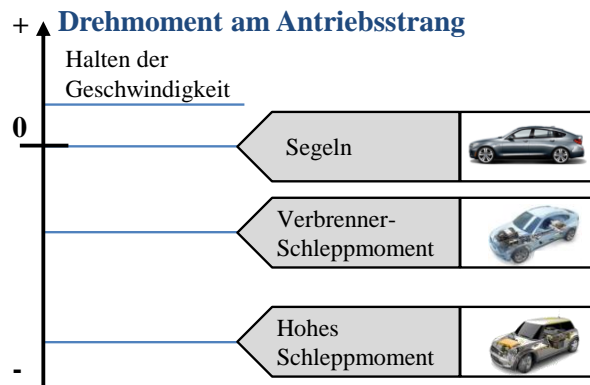 + Drehmoment am Antriebsstrang
Halten der
Geschwindigkeit
0
Segeln
Verbrenner-
Schleppmoment
Hohes
Schleppmoment
-